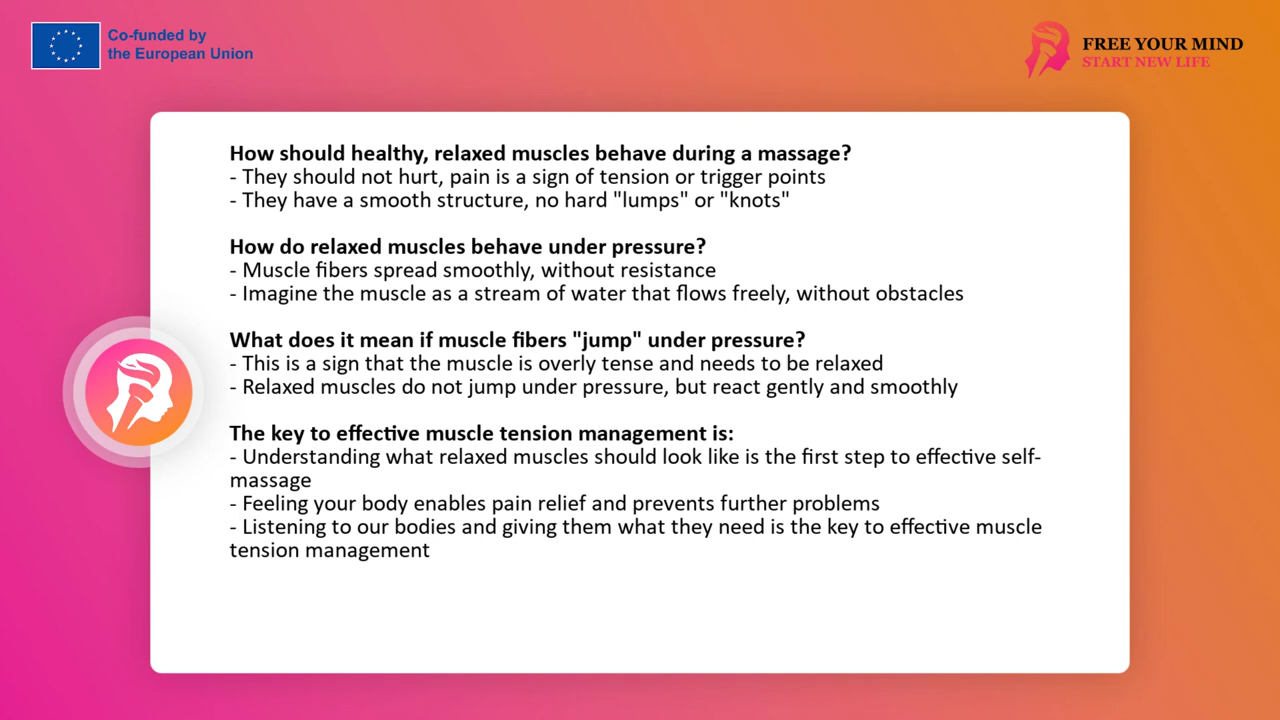 Co-funded by
the European Union
FREE YOUR MIND
START NEW LIFE
How should healthy, relaxed muscles behave during a massage?
- They should not hurt, pain is a sign of tension or trigger points
- They have a smooth structure, no hard "lumps" or "knots"
How do relaxed muscles behave under pressure?
- Muscle fibers spread smoothly, without resistance
- Imagine the muscle as a stream of water that flows freely, without obstacles
What does it mean if muscle fibers "jump" under pressure?
- This is a sign that the muscle is overly tense and needs to be relaxed
- Relaxed muscles do not jump under pressure, but react gently and smoothly
The key to effective muscle tension management is:
- Understanding what relaxed muscles should look like is the first step to effective self-
massage
- Feeling your body enables pain relief and prevents further problems
- Listening to our bodies and giving them what they need is the key to effective muscle
tension management